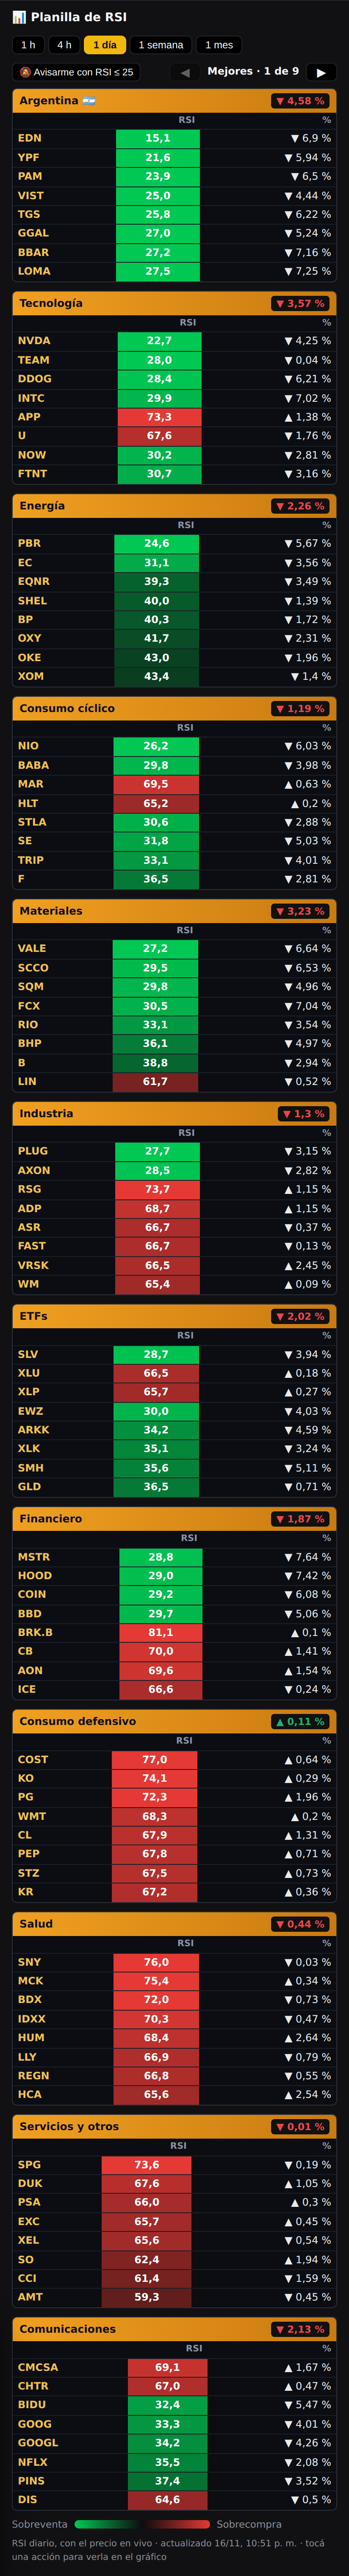 📊 Planilla de RSI
1 h 4 h 1 día 1 semana 1 mes
🔕 Avisarme con RSI ≤ 25 ◀ Mejores · 1 de 9 ▶
Argentina 🇦🇷 ▼ 4,58 %
RSI %
EDN 15,1 ▼ 6,9 %
YPF 21,6 ▼ 5,94 %
PAM 23,9 ▼ 6,5 %
VIST 25,0 ▼ 4,44 %
TGS 25,8 ▼ 6,22 %
GGAL 27,0 ▼ 5,24 %
BBAR 27,2 ▼ 7,16 %
LOMA 27,5 ▼ 7,25 %
Tecnología ▼ 3,57 %
RSI %
NVDA 22,7 ▼ 4,25 %
TEAM 28,0 ▼ 0,04 %
DDOG 28,4 ▼ 6,21 %
INTC 29,9 ▼ 7,02 %
APP 73,3 ▲ 1,38 %
U 67,6 ▼ 1,76 %
NOW 30,2 ▼ 2,81 %
FTNT 30,7 ▼ 3,16 %
Energía ▼ 2,26 %
RSI %
PBR 24,6 ▼ 5,67 %
EC 31,1 ▼ 3,56 %
EQNR 39,3 ▼ 3,49 %
SHEL 40,0 ▼ 1,39 %
BP 40,3 ▼ 1,72 %
OXY 41,7 ▼ 2,31 %
OKE 43,0 ▼ 1,96 %
XOM 43,4 ▼ 1,4 %
Consumo cíclico ▼ 1,19 %
RSI %
NIO 26,2 ▼ 6,03 %
BABA 29,8 ▼ 3,98 %
MAR 69,5 ▲ 0,63 %
HLT 65,2 ▲ 0,2 %
STLA 30,6 ▼ 2,88 %
SE 31,8 ▼ 5,03 %
TRIP 33,1 ▼ 4,01 %
F 36,5 ▼ 2,81 %
Materiales ▼ 3,23 %
RSI %
VALE 27,2 ▼ 6,64 %
SCCO 29,5 ▼ 6,53 %
SQM 29,8 ▼ 4,96 %
FCX 30,5 ▼ 7,04 %
RIO 33,1 ▼ 3,54 %
BHP 36,1 ▼ 4,97 %
B 38,8 ▼ 2,94 %
LIN 61,7 ▼ 0,52 %
Industria ▼ 1,3 %
RSI %
PLUG 27,7 ▼ 3,15 %
AXON 28,5 ▼ 2,82 %
RSG 73,7 ▲ 1,15 %
ADP 68,7 ▲ 1,15 %
ASR 66,7 ▼ 0,37 %
FAST 66,7 ▼ 0,13 %
VRSK 66,5 ▲ 2,45 %
WM 65,4 ▲ 0,09 %
ETFs ▼ 2,02 %
RSI %
SLV 28,7 ▼ 3,94 %
XLU 66,5 ▲ 0,18 %
XLP 65,7 ▲ 0,27 %
EWZ 30,0 ▼ 4,03 %
ARKK 34,2 ▼ 4,59 %
XLK 35,1 ▼ 3,24 %
SMH 35,6 ▼ 5,11 %
GLD 36,5 ▼ 0,71 %
Financiero ▼ 1,87 %
RSI %
MSTR 28,8 ▼ 7,64 %
HOOD 29,0 ▼ 7,42 %
COIN 29,2 ▼ 6,08 %
BBD 29,7 ▼ 5,06 %
BRK.B 81,1 ▲ 0,1 %
CB 70,0 ▲ 1,41 %
AON 69,6 ▲ 1,54 %
ICE 66,6 ▼ 0,24 %
Consumo defensivo ▲ 0,11 %
RSI %
COST 77,0 ▲ 0,64 %
KO 74,1 ▲ 0,29 %
PG 72,3 ▲ 1,96 %
WMT 68,3 ▲ 0,2 %
CL 67,9 ▲ 1,31 %
PEP 67,8 ▲ 0,71 %
STZ 67,5 ▲ 0,73 %
KR 67,2 ▲ 0,36 %
Salud ▼ 0,44 %
RSI %
SNY 76,0 ▼ 0,03 %
MCK 75,4 ▲ 0,34 %
BDX 72,0 ▼ 0,73 %
IDXX 70,3 ▼ 0,47 %
HUM 68,4 ▲ 2,64 %
LLY 66,9 ▼ 0,79 %
REGN 66,8 ▼ 0,55 %
HCA 65,6 ▲ 2,54 %
Servicios y otros ▼ 0,01 %
RSI %
SPG 73,6 ▼ 0,19 %
DUK 67,6 ▲ 1,05 %
PSA 66,0 ▲ 0,3 %
EXC 65,7 ▲ 0,45 %
XEL 65,6 ▼ 0,54 %
SO 62,4 ▲ 1,94 %
CCI 61,4 ▼ 1,59 %
AMT 59,3 ▼ 0,45 %
Comunicaciones ▼ 2,13 %
RSI %
CMCSA 69,1 ▲ 1,67 %
CHTR 67,0 ▲ 0,47 %
BIDU 32,4 ▼ 5,47 %
GOOG 33,3 ▼ 4,01 %
GOOGL 34,2 ▼ 4,26 %
NFLX 35,5 ▼ 2,08 %
PINS 37,4 ▼ 3,52 %
DIS 64,6 ▼ 0,5 %
Sobreventa Sobrecompra
RSI diario, con el precio en vivo · actualizado 16/11, 10:51 p. m. · tocá
una acción para verla en el gráfico